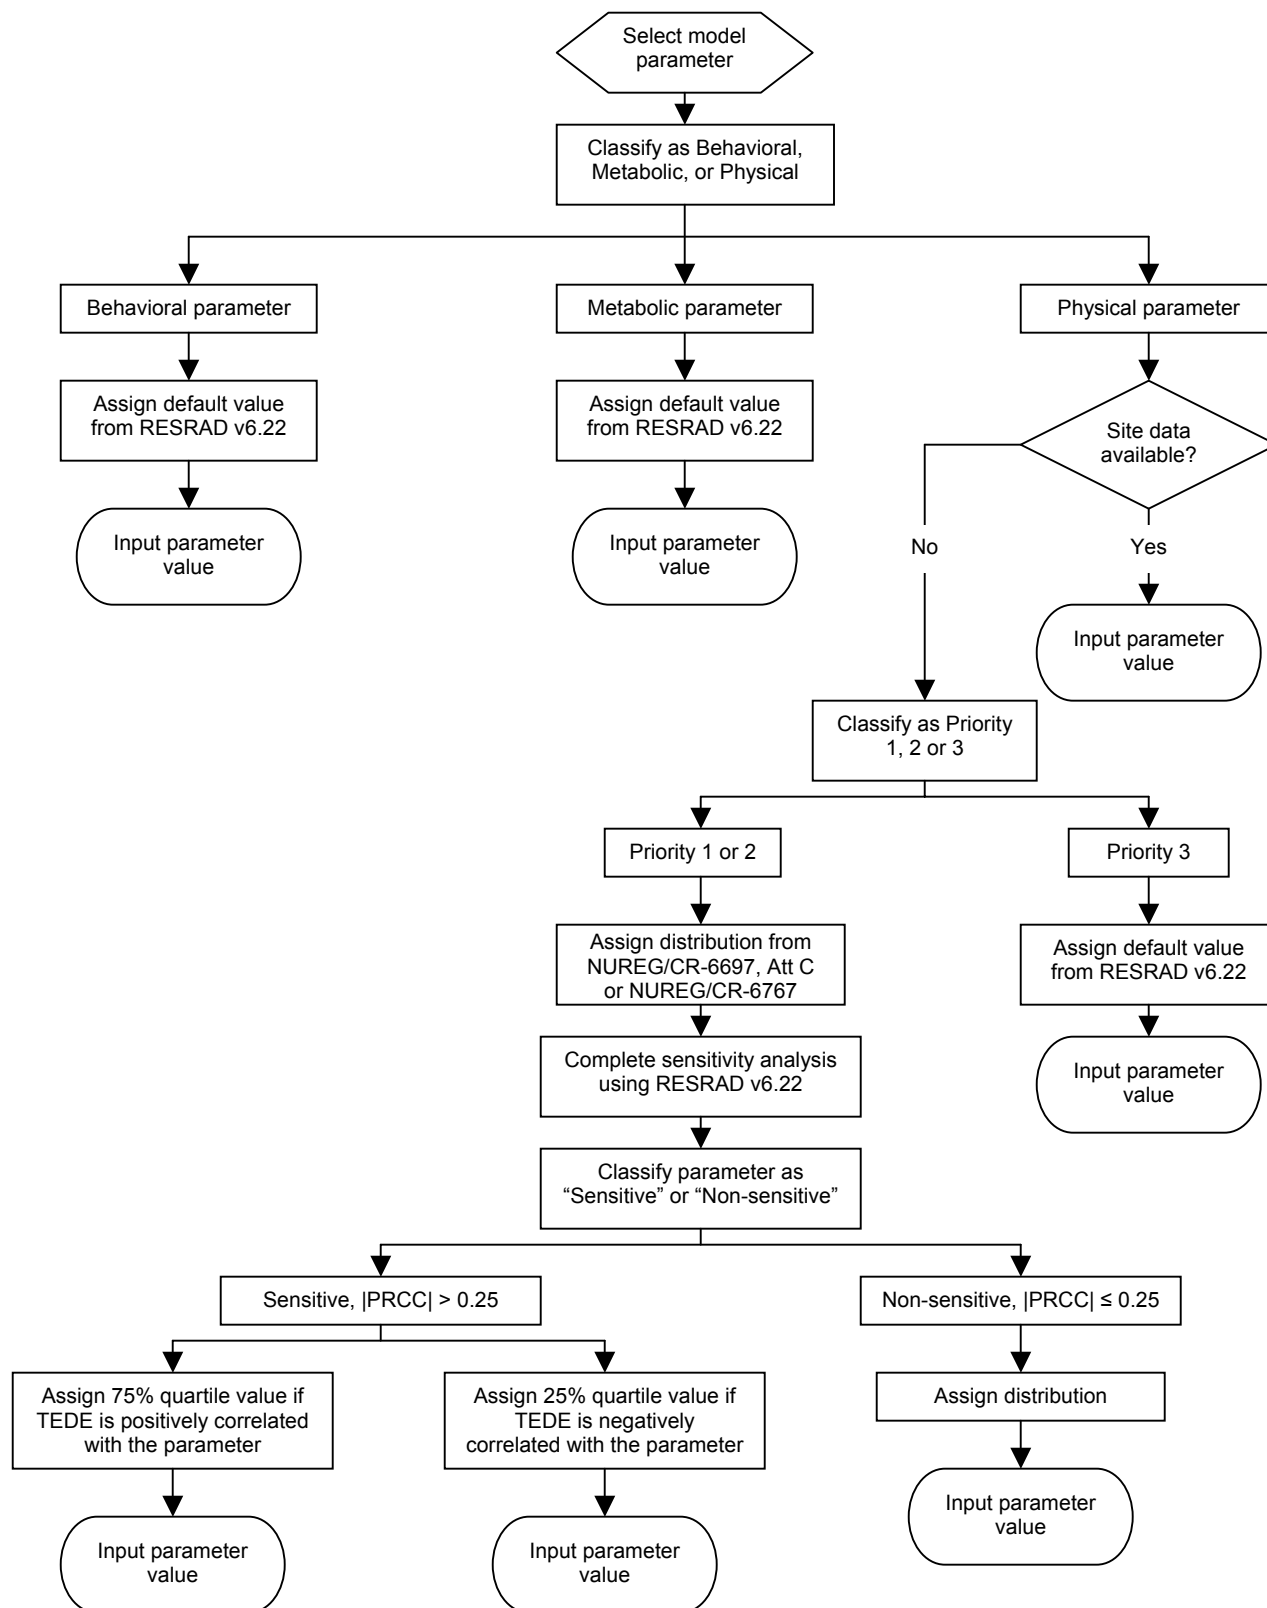 Select model
parameter
Classify as Behavioral,
Metabolic, or Physical
Behavioral parameter
Metabolic parameter
Physical parameter
Assign default value
from RESRAD v6.22
Assign default value
from RESRAD v6.22
Site data
available?
Input parameter
value
Input parameter
value
No
Yes
Input parameter
value
Classify as Priority
1, 2 or 3
Priority 1 or 2
Priority 3
Assign distribution from
NUREG/CR-6697, Att C
or NUREG/CR-6767
Assign default value
from RESRAD v6.22
Complete sensitivity analysis
using RESRAD v6.22
Input parameter
value
Classify parameter as
“Sensitive” or “Non-sensitive”
Sensitive, |PRCC| > 0.25
Non-sensitive, |PRCC| ≤ 0.25
Assign 75% quartile value if
TEDE is positively correlated
with the parameter
Assign 25% quartile value if
TEDE is negatively
correlated with the parameter
Assign distribution
Input parameter
value
Input parameter
value
Input parameter
value